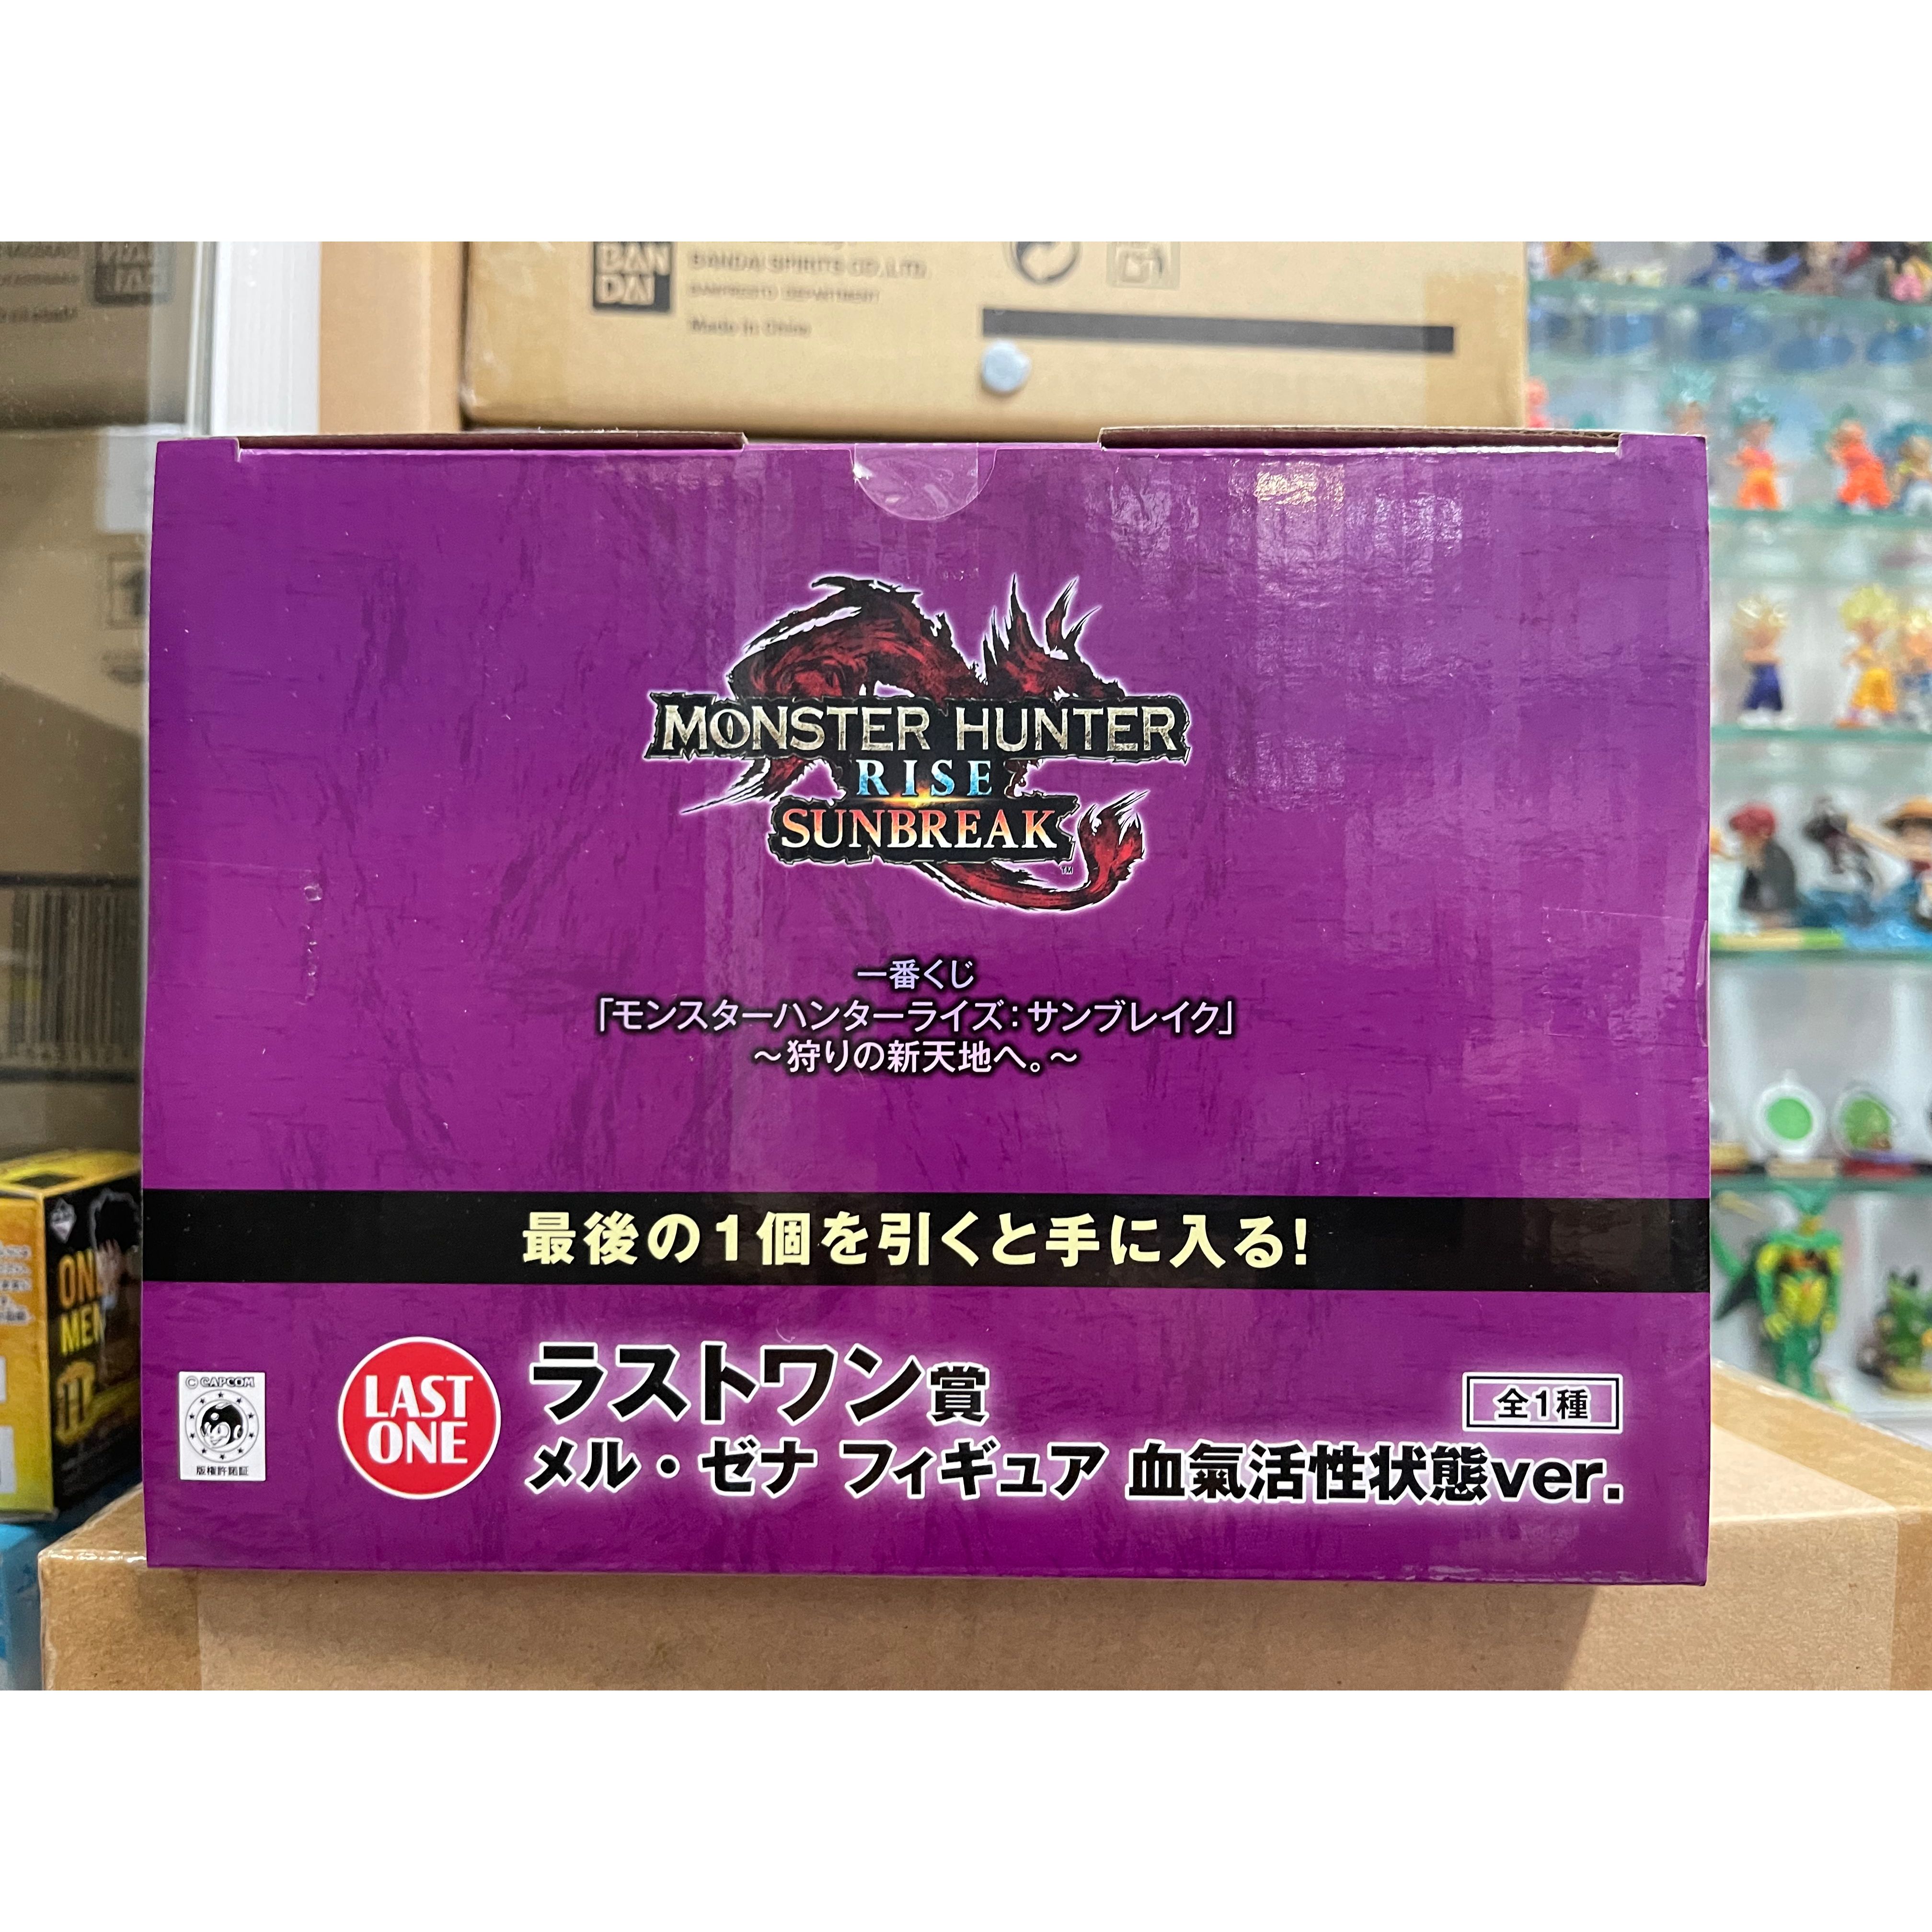 BAN
DAI
BANDAI SPIRITS CO.,LTD.
Made in China
MONSTER HUNTER
RISE
SUNBREAK
TM
一番くじ
「モンスターハンターライズ：サンブレイク」
～狩りの新天地へ。～
最後の1個を引くと手に入る!
©CAPCOM
版権許諾証
LAST
ONE
ラストワン賞
全1種
メル・ゼナ フィギュア 血氣活性状態ver.